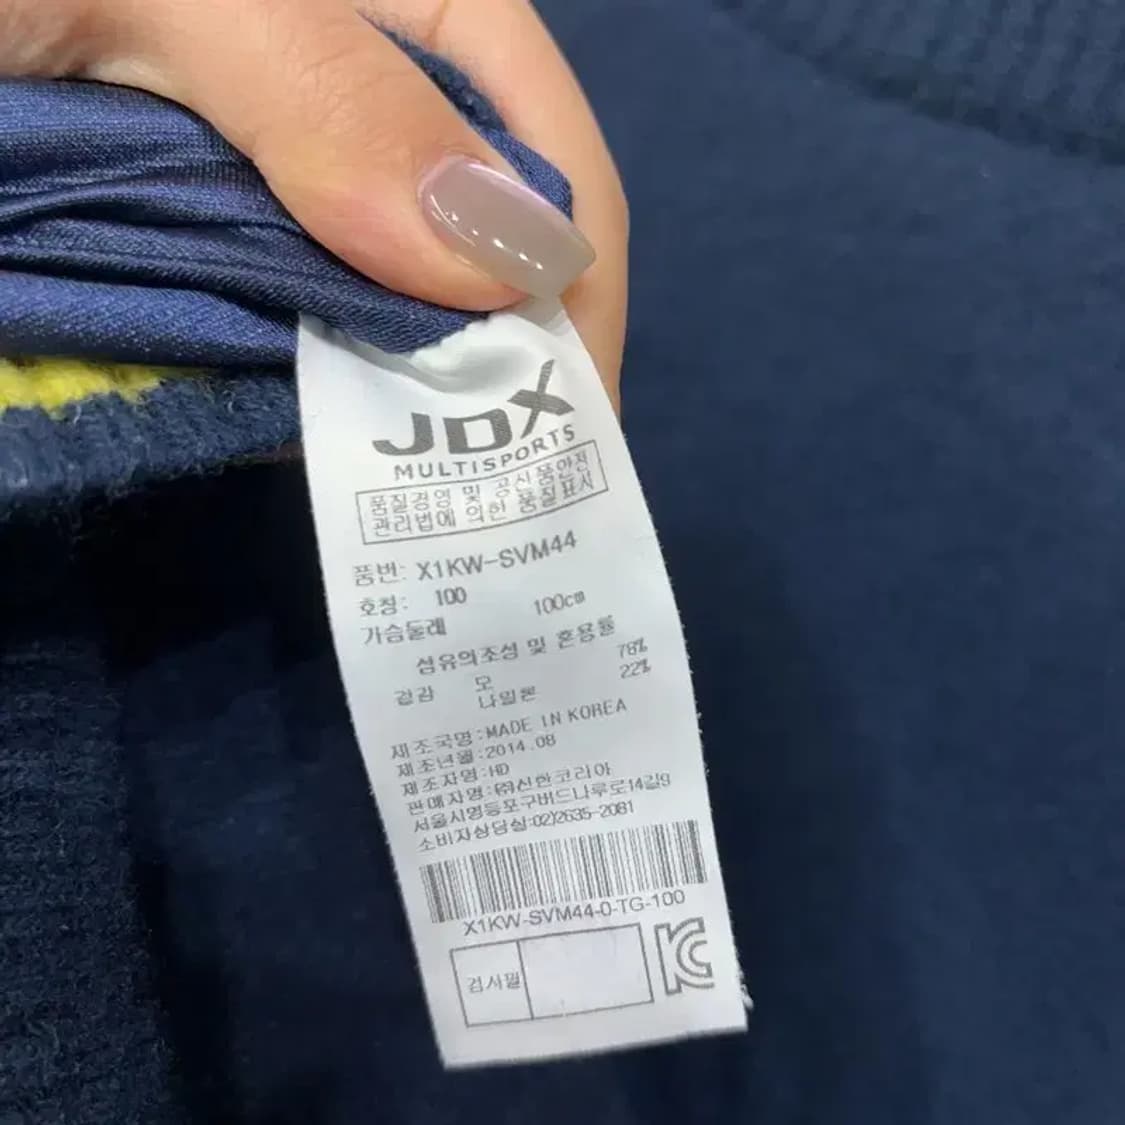 JDX
MULTISPORTS
품질경영 및 공산품안전
관리법에 의한 품질표시
품번: X1KW-SVM44
호칭: 100
가슴둘레 100cm
섬유의조성 및 혼용률
겉감 모 78%
나일론 22%
제조국명:MADE IN KOREA
제조년월:2014.08
제조자명:HD
판매자명:㈜신한코리아
서울시영등포구버드나루로14길9
소비자상담실:02)2635-2081
X1KW-SVM44-0-TG-100
검사필